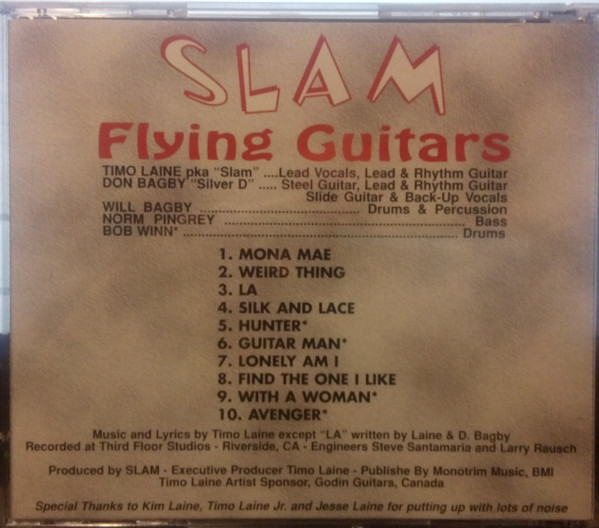 SLAM
Flying Guitars
TIMO LAINE pka "Slam" ....Lead Vocals, Lead & Rhythm Guitar
DON BAGBY "Silver D" ..... Steel Guitar, Lead & Rhythm Guitar
Slide Guitar & Back-Up Vocals
WILL BAGBY .............................. Drums & Percussion
NORM PINGREY ........................................................ Bass
BOB WINN* .................................................... Drums
1. MONA MAE
2. WEIRD THING
3. LA
4. SILK AND LACE
5. HUNTER*
6. GUITAR MAN*
7. LONELY AM I
8. FIND THE ONE I LIKE
9. WITH A WOMAN*
10. AVENGER*
Music and Lyrics by Timo Laine except "LA" written by Laine & D. Bagby
Recorded at Third Floor Studios - Riverside, CA - Engineers Steve Santamaria and Larry Rausch
Produced by SLAM - Executive Producer Timo Laine - Publishe By Monotrim Music, BMI
Timo Laine Artist Sponsor, Godin Guitars, Canada
Special Thanks to Kim Laine, Timo Laine Jr. and Jesse Laine for putting up with lots of noise